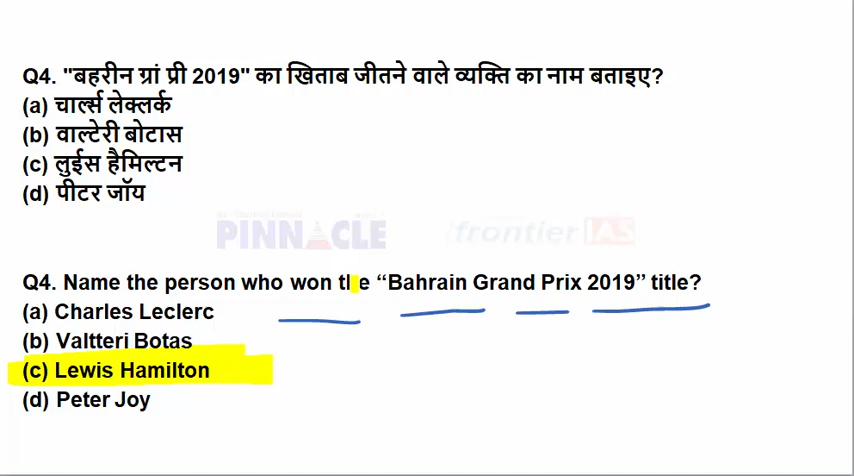 Q4. "बहरीन ग्रां प्री 2019" का खिताब जीतने वाले व्यक्ति का नाम बताइए?
(a) चार्ल्स लेक्लर्क
(b) वाल्टेरी बोटास
(c) लुईस हैमिल्टन
(d) पीटर जॉय
PINNACLE frontier IAS
Q4. Name the person who won the “Bahrain Grand Prix 2019” title?
(a) Charles Leclerc
(b) Valtteri Botas
(c) Lewis Hamilton
(d) Peter Joy